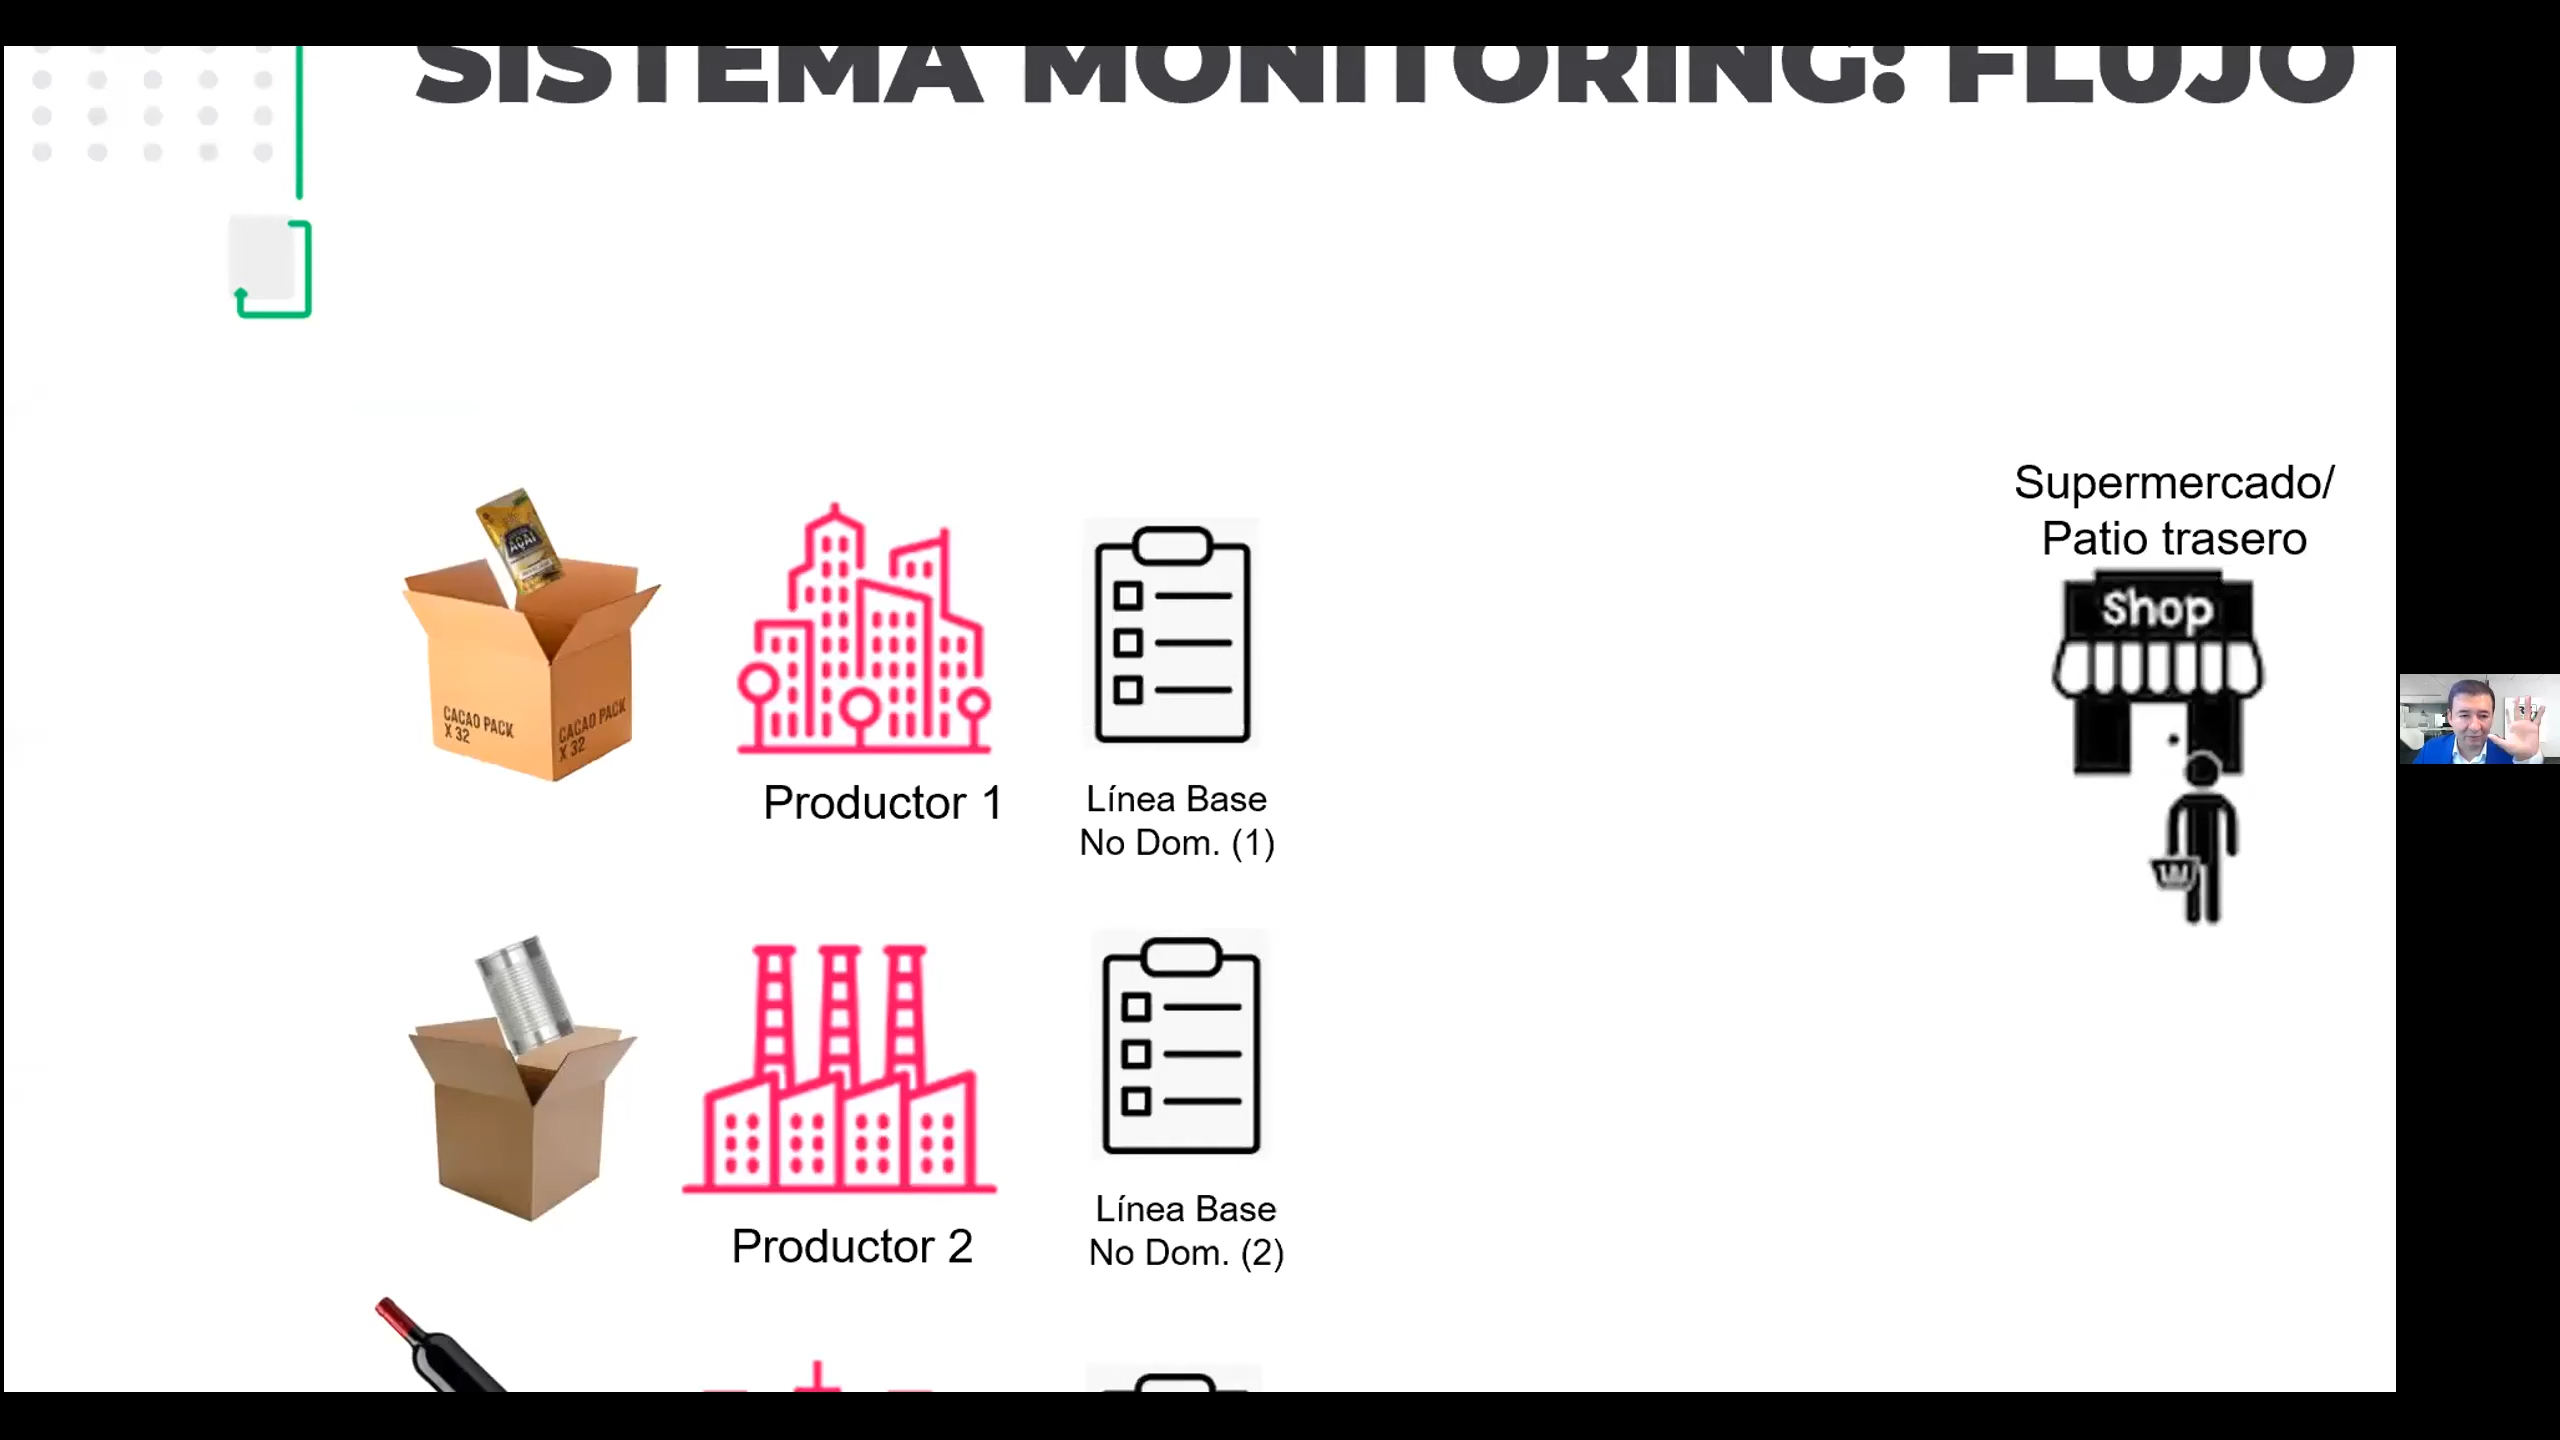 SISTEMA MONITORING: FLUJO
Supermercado/
Patio trasero
Shop
AÇAÍ
CACAO PACK
X 32
CACAO PACK
X 32
Productor 1
Línea Base
No Dom. (1)
Productor 2
Línea Base
No Dom. (2)